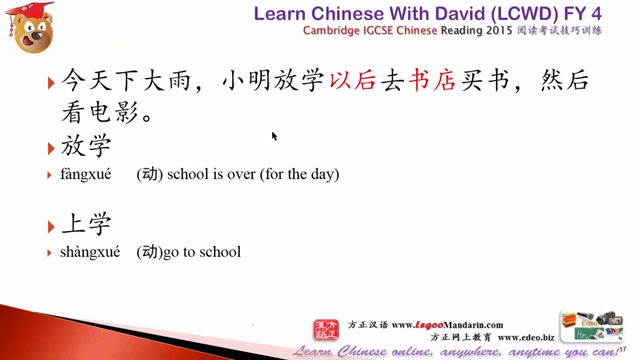 Learn Chinese With David (LCWD) FY 4
Cambridge IGCSE Chinese Reading 2015 阅读考试技巧训练
今天下大雨，小明放学以后去书店买书，然后
看电影。
放学
fàngxué (动) school is over (for the day)
上学
shàngxué (动)go to school
方正汉语 www.LegooMandarin.com
方正网上教育 www.edeo.biz
Learn Chinese online, anywhere, anytime you can!
17